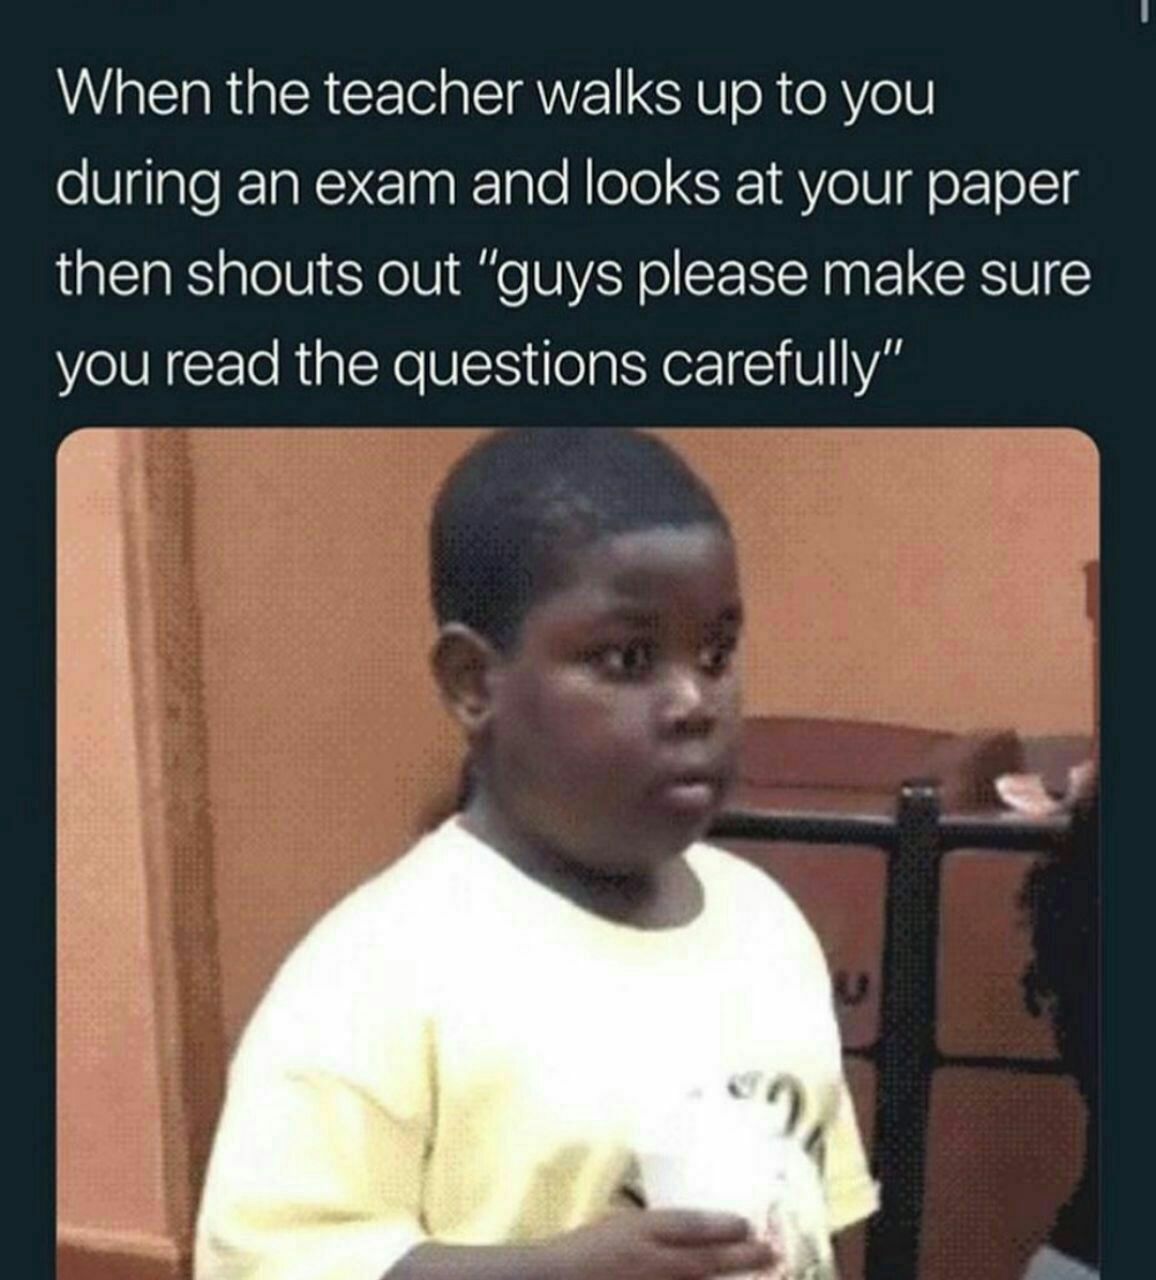 When the teacher walks up to you
during an exam and looks at your paper
then shouts out "guys please make sure
you read the questions carefully"